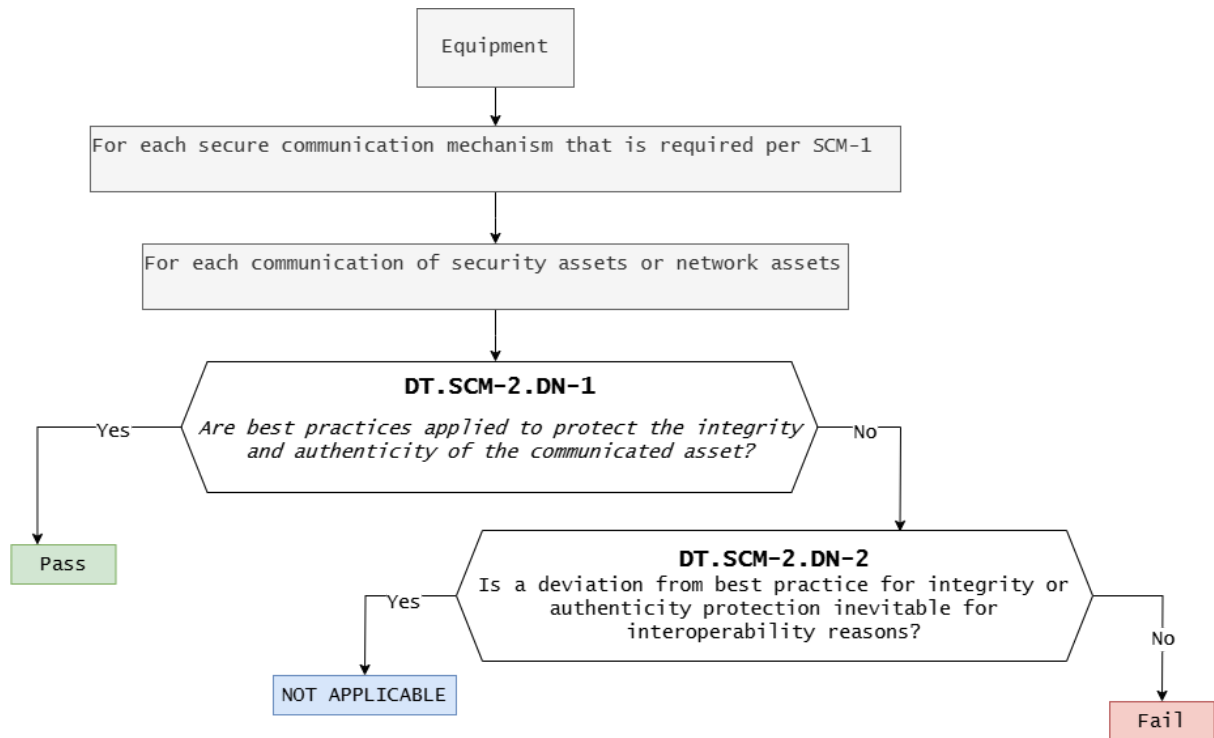 Equipment
For each secure communication mechanism that is required per SCM-1
For each communication of security assets or network assets
DT.SCM-2.DN-1
Are best practices applied to protect the integrity
and authenticity of the communicated asset?
Yes
No
Pass
DT.SCM-2.DN-2
Is a deviation from best practice for integrity or
authenticity protection inevitable for
interoperability reasons?
Yes
No
NOT APPLICABLE
Fail